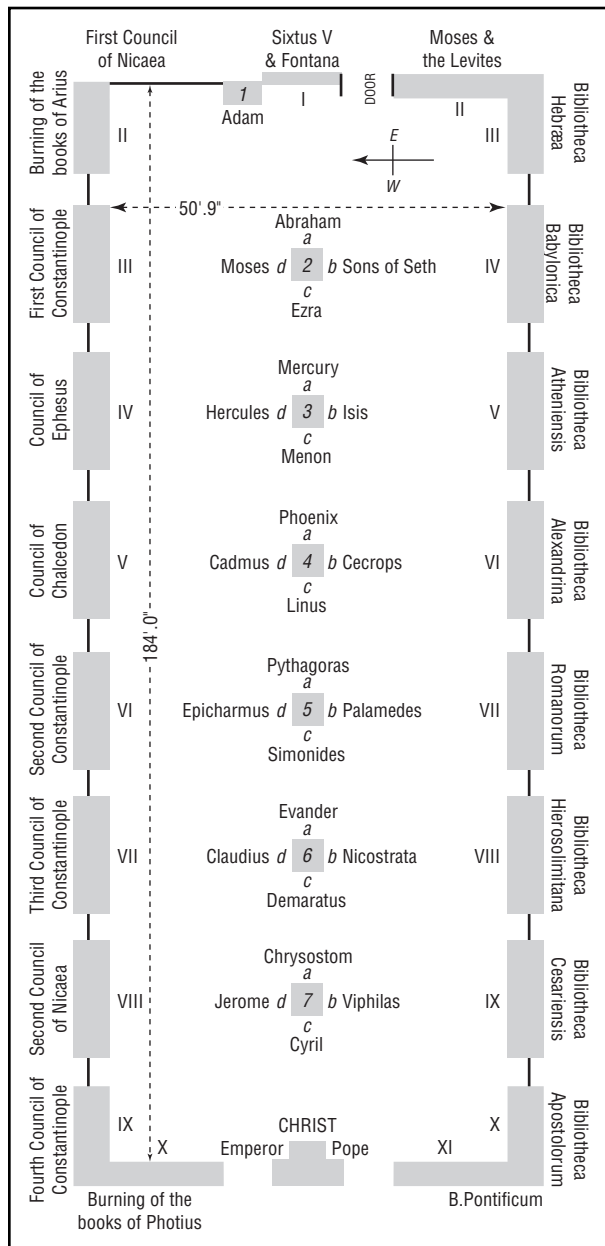 First Council
of Nicaea
Sixtus V
& Fontana
Moses &
the Levites
Burning of the
books of Arius
II
1
Adam
I
DOOR
II
III
Bibliotheca
Hebræa
E
W
50'.9"
184'.0"
First Council of
Constantinople
III
Abraham
a
Moses d 2 b Sons of Seth
c
Ezra
IV
Bibliotheca
Babylonica
Council of
Ephesus
IV
Mercury
a
Hercules d 3 b Isis
c
Menon
V
Bibliotheca
Atheniensis
Council of
Chalcedon
V
Phoenix
a
Cadmus d 4 b Cecrops
c
Linus
VI
Bibliotheca
Alexandrina
Second Council of
Constantinople
VI
Pythagoras
a
Epicharmus d 5 b Palamedes
c
Simonides
VII
Bibliotheca
Romanorum
Third Council of
Constantinople
VII
Evander
a
Claudius d 6 b Nicostrata
c
Demaratus
VIII
Bibliotheca
Hierosolimitana
Second Council
of Nicaea
VIII
Chrysostom
a
Jerome d 7 b Viphilas
c
Cyril
IX
Bibliotheca
Cesariensis
Fourth Council of
Constantinople
IX
X
CHRIST
Emperor
Pope
XI
X
Bibliotheca
Apostolorum
Burning of the
books of Photius
B.Pontificum